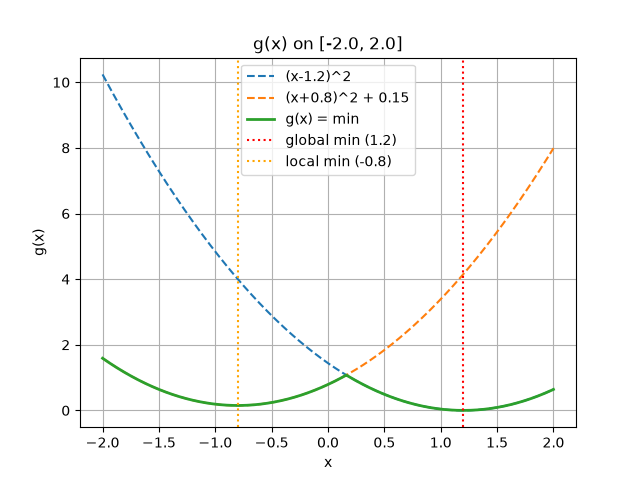 g(x) on [-2.0, 2.0]
(x-1.2)^2
(x+0.8)^2 + 0.15
g(x) = min
global min (1.2)
local min (-0.8)
10
8
6
4
2
0
g(x)
−2.0 −1.5 −1.0 −0.5 0.0 0.5 1.0 1.5 2.0
x